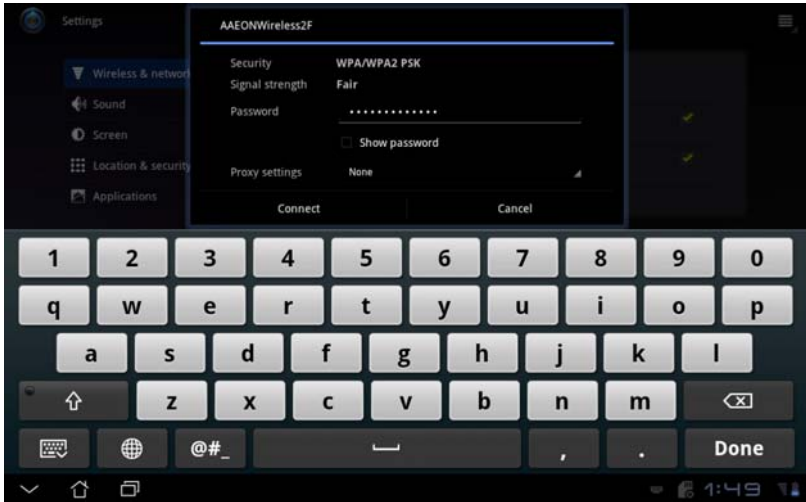 Settings
AAEONWireless2F
Wireless & networ
Sound
Screen
Location & security
Applications
Security WPA/WPA2 PSK
Signal strength Fair
Password •••••••••••••
Show password
Proxy settings None
Connect Cancel
1 2 3 4 5 6 7 8 9 0
q w e r t y u i o p
a s d f g h j k l
z x c v b n m
@#_ , . Done
1:49